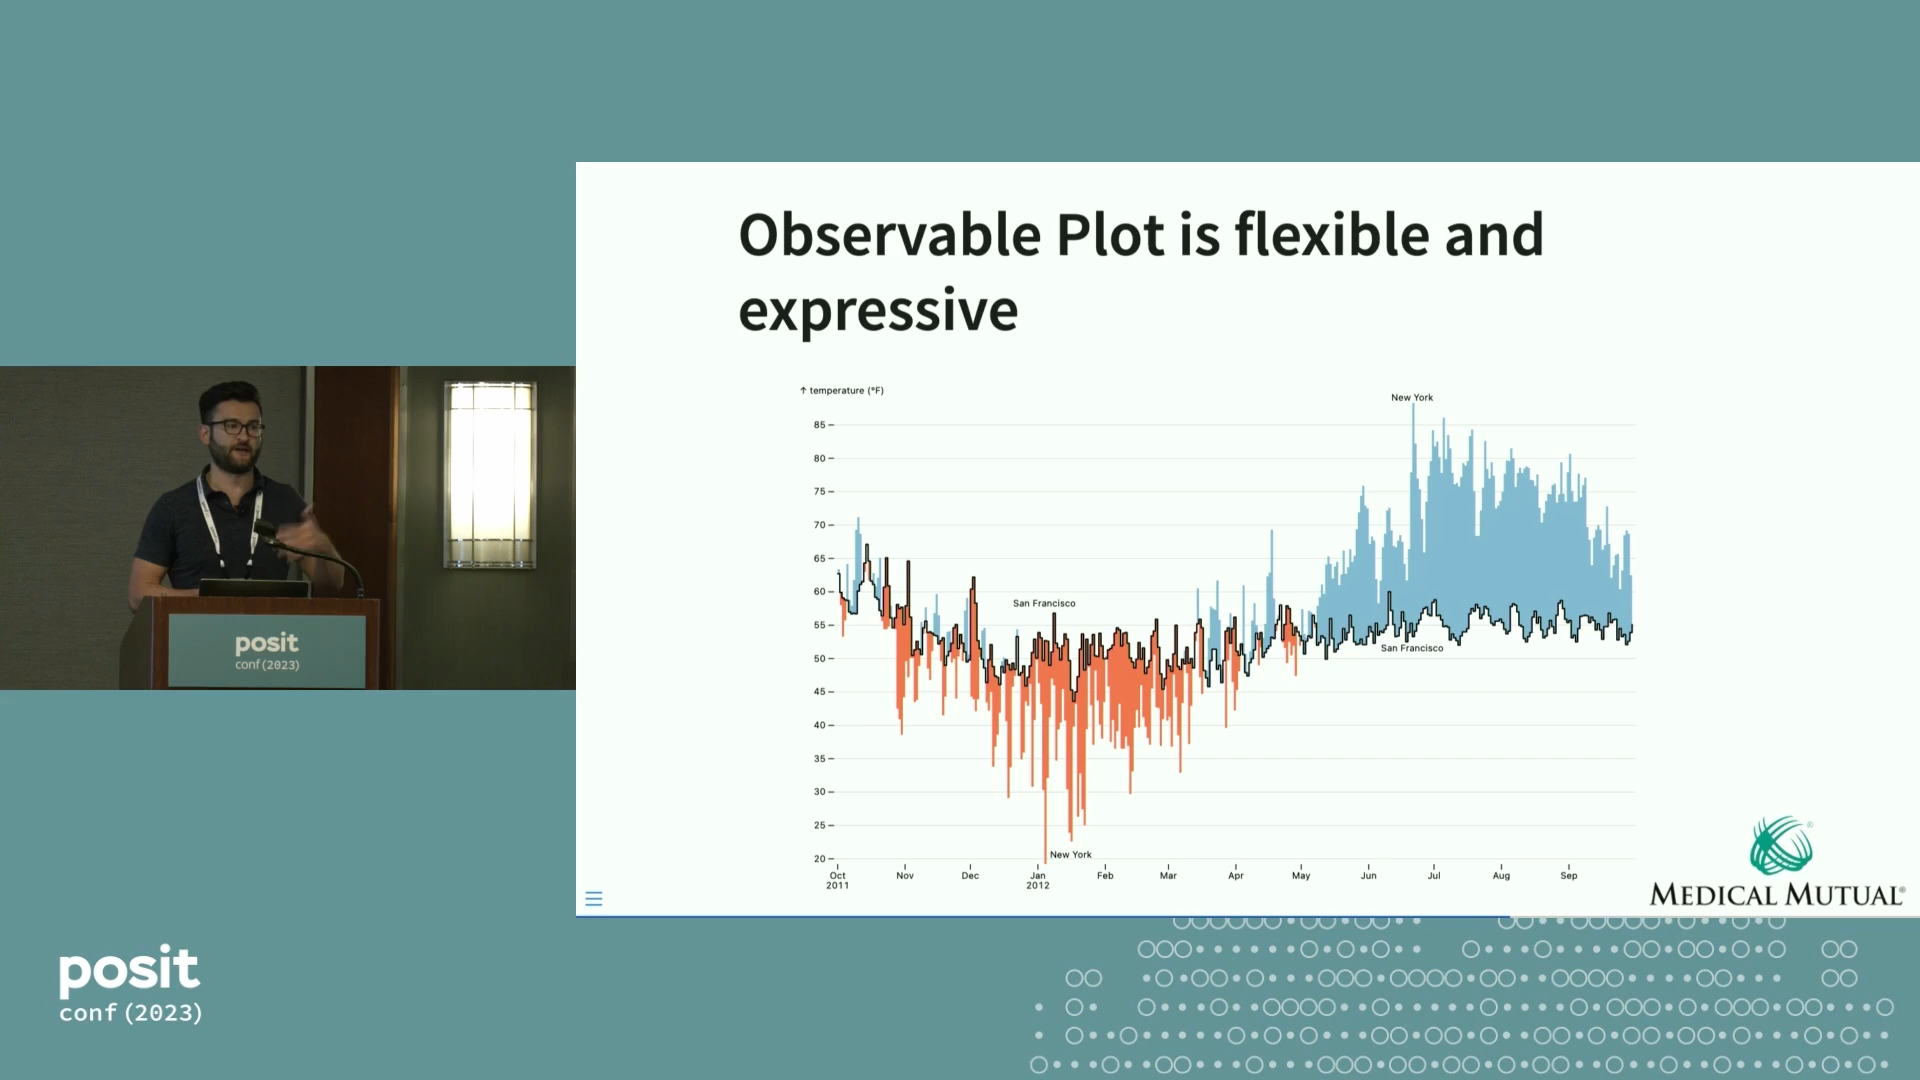 Observable Plot is flexible and
expressive
↑ temperature (°F)
New York
85
80
75
70
65
60
San Francisco
55
San Francisco
50
45
40
35
30
25
New York
20
Oct
2011
Nov
Dec
Jan
2012
Feb
Mar
Apr
May
Jun
Jul
Aug
Sep
MEDICAL MUTUAL®
posit
conf(2023)
posit
conf(2023)